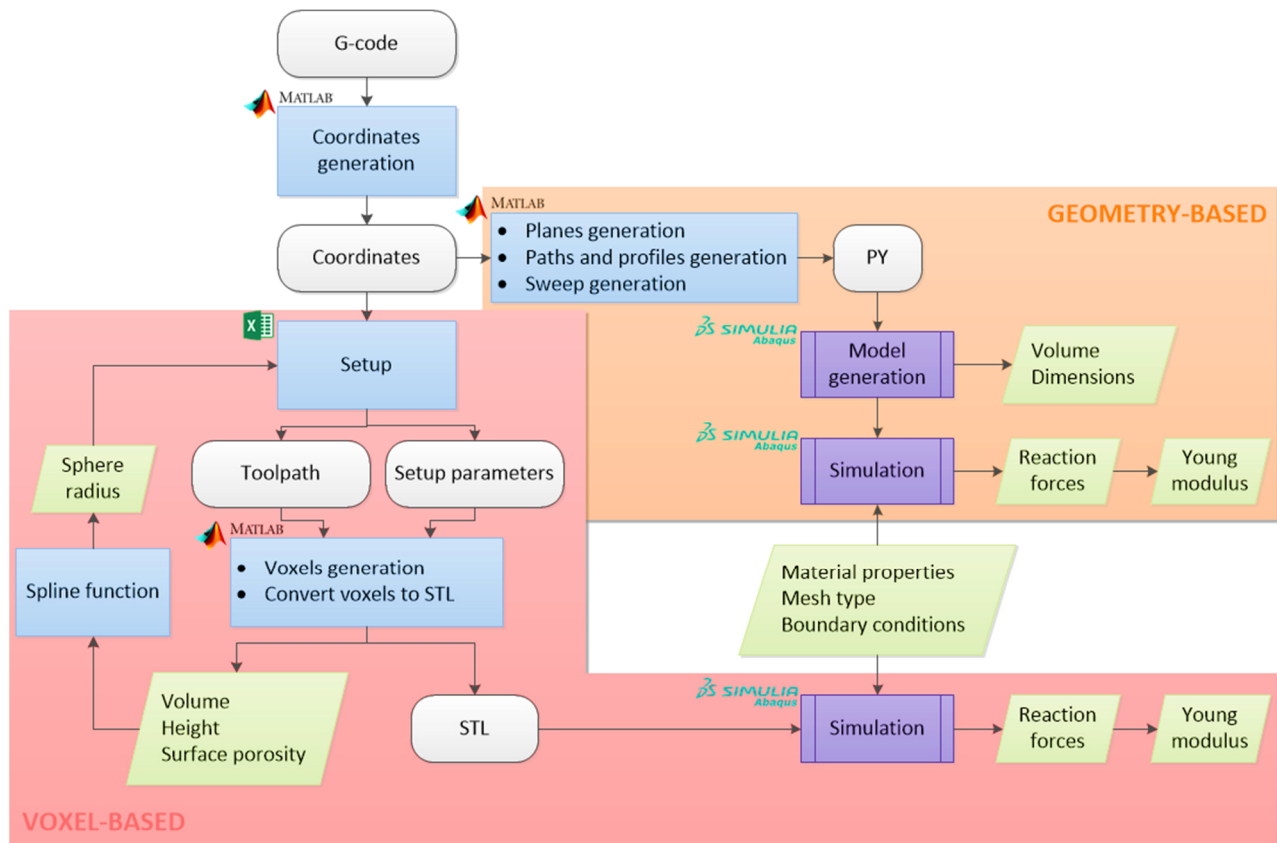 G-code
MATLAB
Coordinates
generation
MATLAB
GEOMETRY-BASED
Coordinates
• Planes generation
• Paths and profiles generation
• Sweep generation
PY
Setup
SIMULIA
Abaqus
Model
generation
Volume
Dimensions
Sphere
radius
Toolpath
Setup parameters
SIMULIA
Abaqus
Simulation
Reaction
forces
Young
modulus
MATLAB
• Voxels generation
• Convert voxels to STL
Spline function
Material properties
Mesh type
Boundary conditions
Volume
Height
Surface porosity
STL
SIMULIA
Abaqus
Simulation
Reaction
forces
Young
modulus
VOXEL-BASED